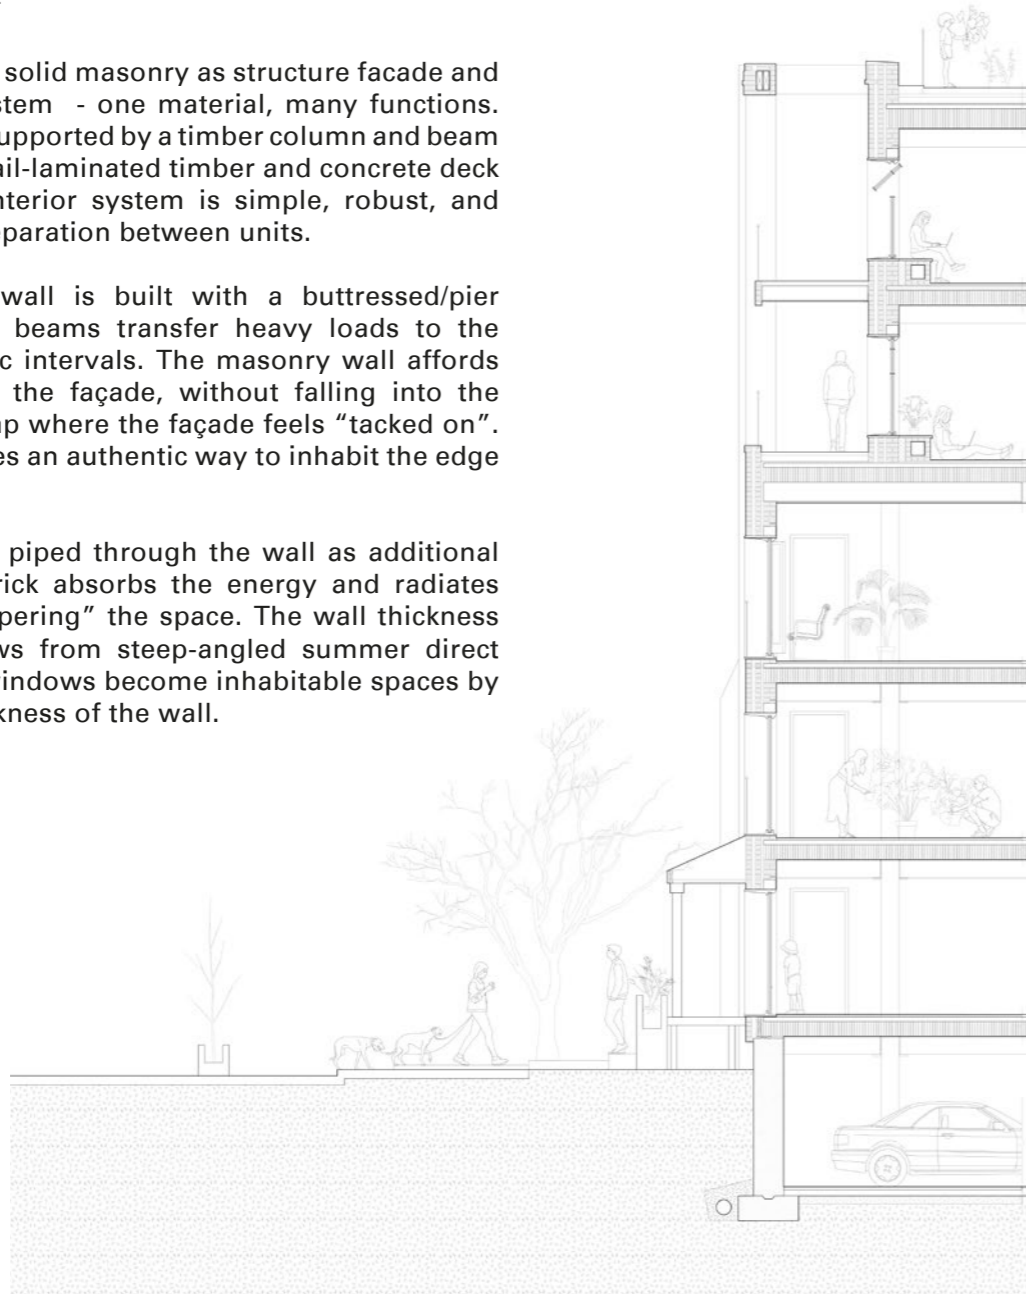 solid masonry as structure facade and
stem - one material, many functions.
supported by a timber column and beam
ail-laminated timber and concrete deck
nterior system is simple, robust, and
eparation between units.
wall is built with a buttressed/pier
beams transfer heavy loads to the
c intervals. The masonry wall affords
the façade, without falling into the
ap where the façade feels “tacked on”.
es an authentic way to inhabit the edge
piped through the wall as additional
rick absorbs the energy and radiates
pering” the space. The wall thickness
ws from steep-angled summer direct
windows become inhabitable spaces by
kness of the wall.